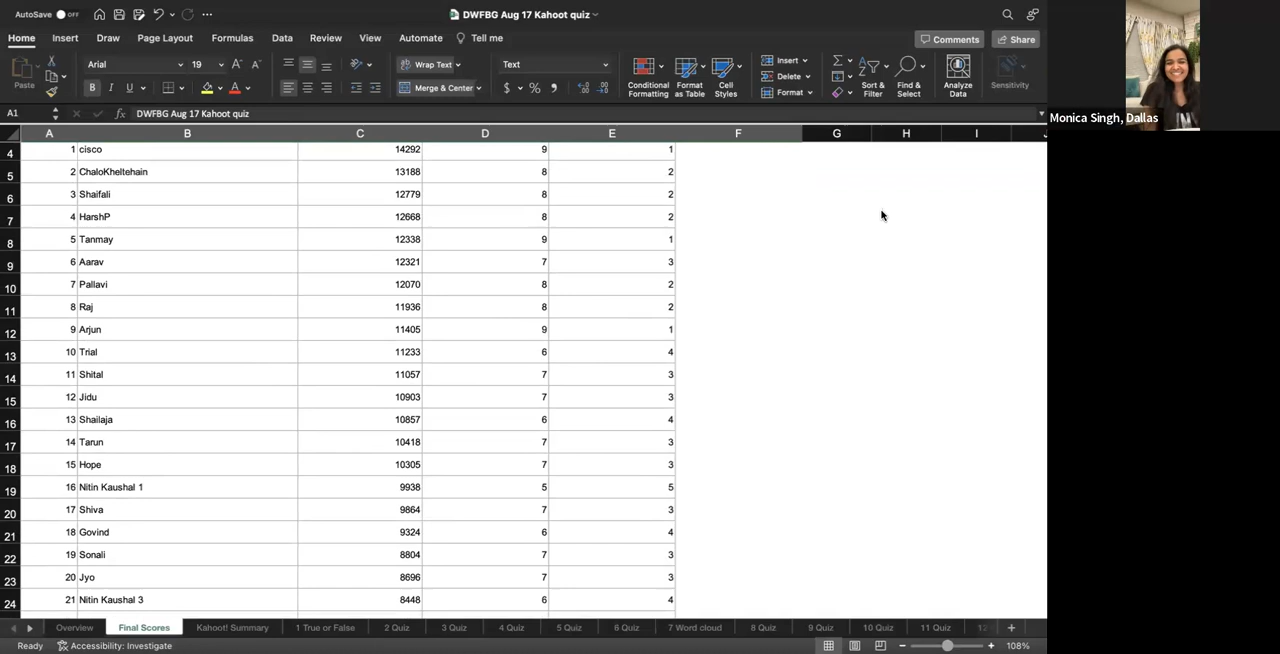 AutoSave OFF DWFBG Aug 17 Kahoot quiz
Home Insert Draw Page Layout Formulas Data Review View Automate Tell me Comments Share
Paste Arial 19 A A Wrap Text Text Insert
Delete
B I U A Merge & Center $ % Format
Conditional Formatting Format as Table Cell Styles Sort & Filter Find & Select Analyze Data Sensitivity
A1 fx DWFBG Aug 17 Kahoot quiz
Monica Singh, Dallas
A B C D E F G H I J
4 1 cisco 14292 9 1
5 2 ChaloKheltehain 13188 8 2
6 3 Shaifali 12779 8 2
7 4 HarshP 12668 8 2
8 5 Tanmay 12338 9 1
9 6 Aarav 12321 7 3
10 7 Pallavi 12070 8 2
11 8 Raj 11936 8 2
12 9 Arjun 11405 9 1
13 10 Trial 11233 6 4
14 11 Shital 11057 7 3
15 12 Jidu 10903 7 3
16 13 Shailaja 10857 6 4
17 14 Tarun 10418 7 3
18 15 Hope 10305 7 3
19 16 Nitin Kaushal 1 9938 5 5
20 17 Shiva 9864 7 3
21 18 Govind 9324 6 4
22 19 Sonali 8804 7 3
23 20 Jyo 8696 7 3
24 21 Nitin Kaushal 3 8448 6 4
Overview Final Scores Kahoot! Summary 1 True or False 2 Quiz 3 Quiz 4 Quiz 5 Quiz 6 Quiz 7 Word cloud 8 Quiz 9 Quiz 10 Quiz 11 Quiz 12 +
Ready Accessibility: Investigate 108%